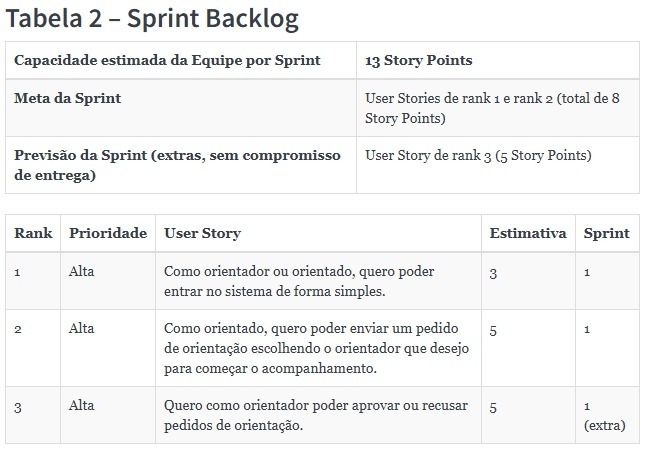 Tabela 2 – Sprint Backlog
Capacidade estimada da Equipe por Sprint 13 Story Points
Meta da Sprint User Stories de rank 1 e rank 2 (total de 8
Story Points)
Previsão da Sprint (extras, sem compromisso
de entrega) User Story de rank 3 (5 Story Points)
Rank Prioridade User Story Estimativa Sprint
1 Alta Como orientador ou orientado, quero poder
entrar no sistema de forma simples. 3 1
2 Alta Como orientado, quero poder enviar um pedido
de orientação escolhendo o orientador que desejo
para começar o acompanhamento. 5 1
3 Alta Quero como orientador poder aprovar ou recusar
pedidos de orientação. 5 1
(extra)